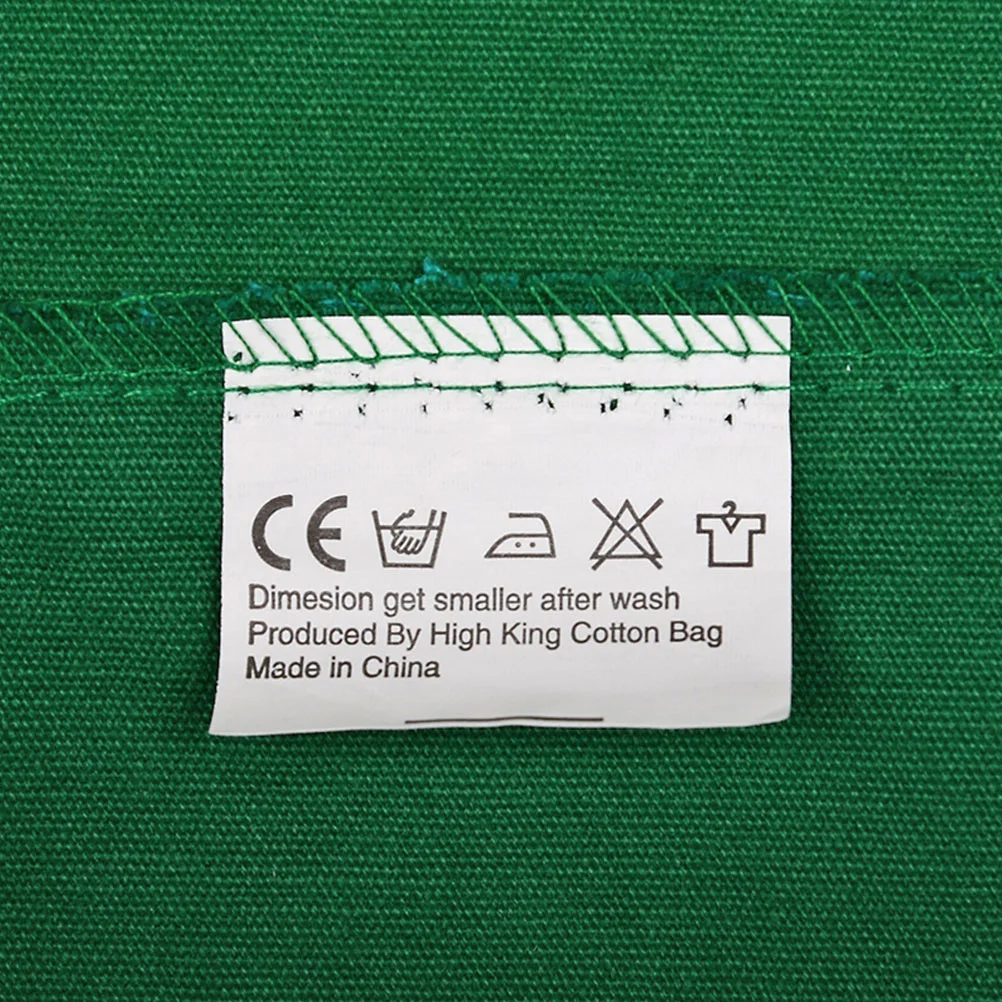 CE
Dimesion get smaller after wash
Produced By High King Cotton Bag
Made in China